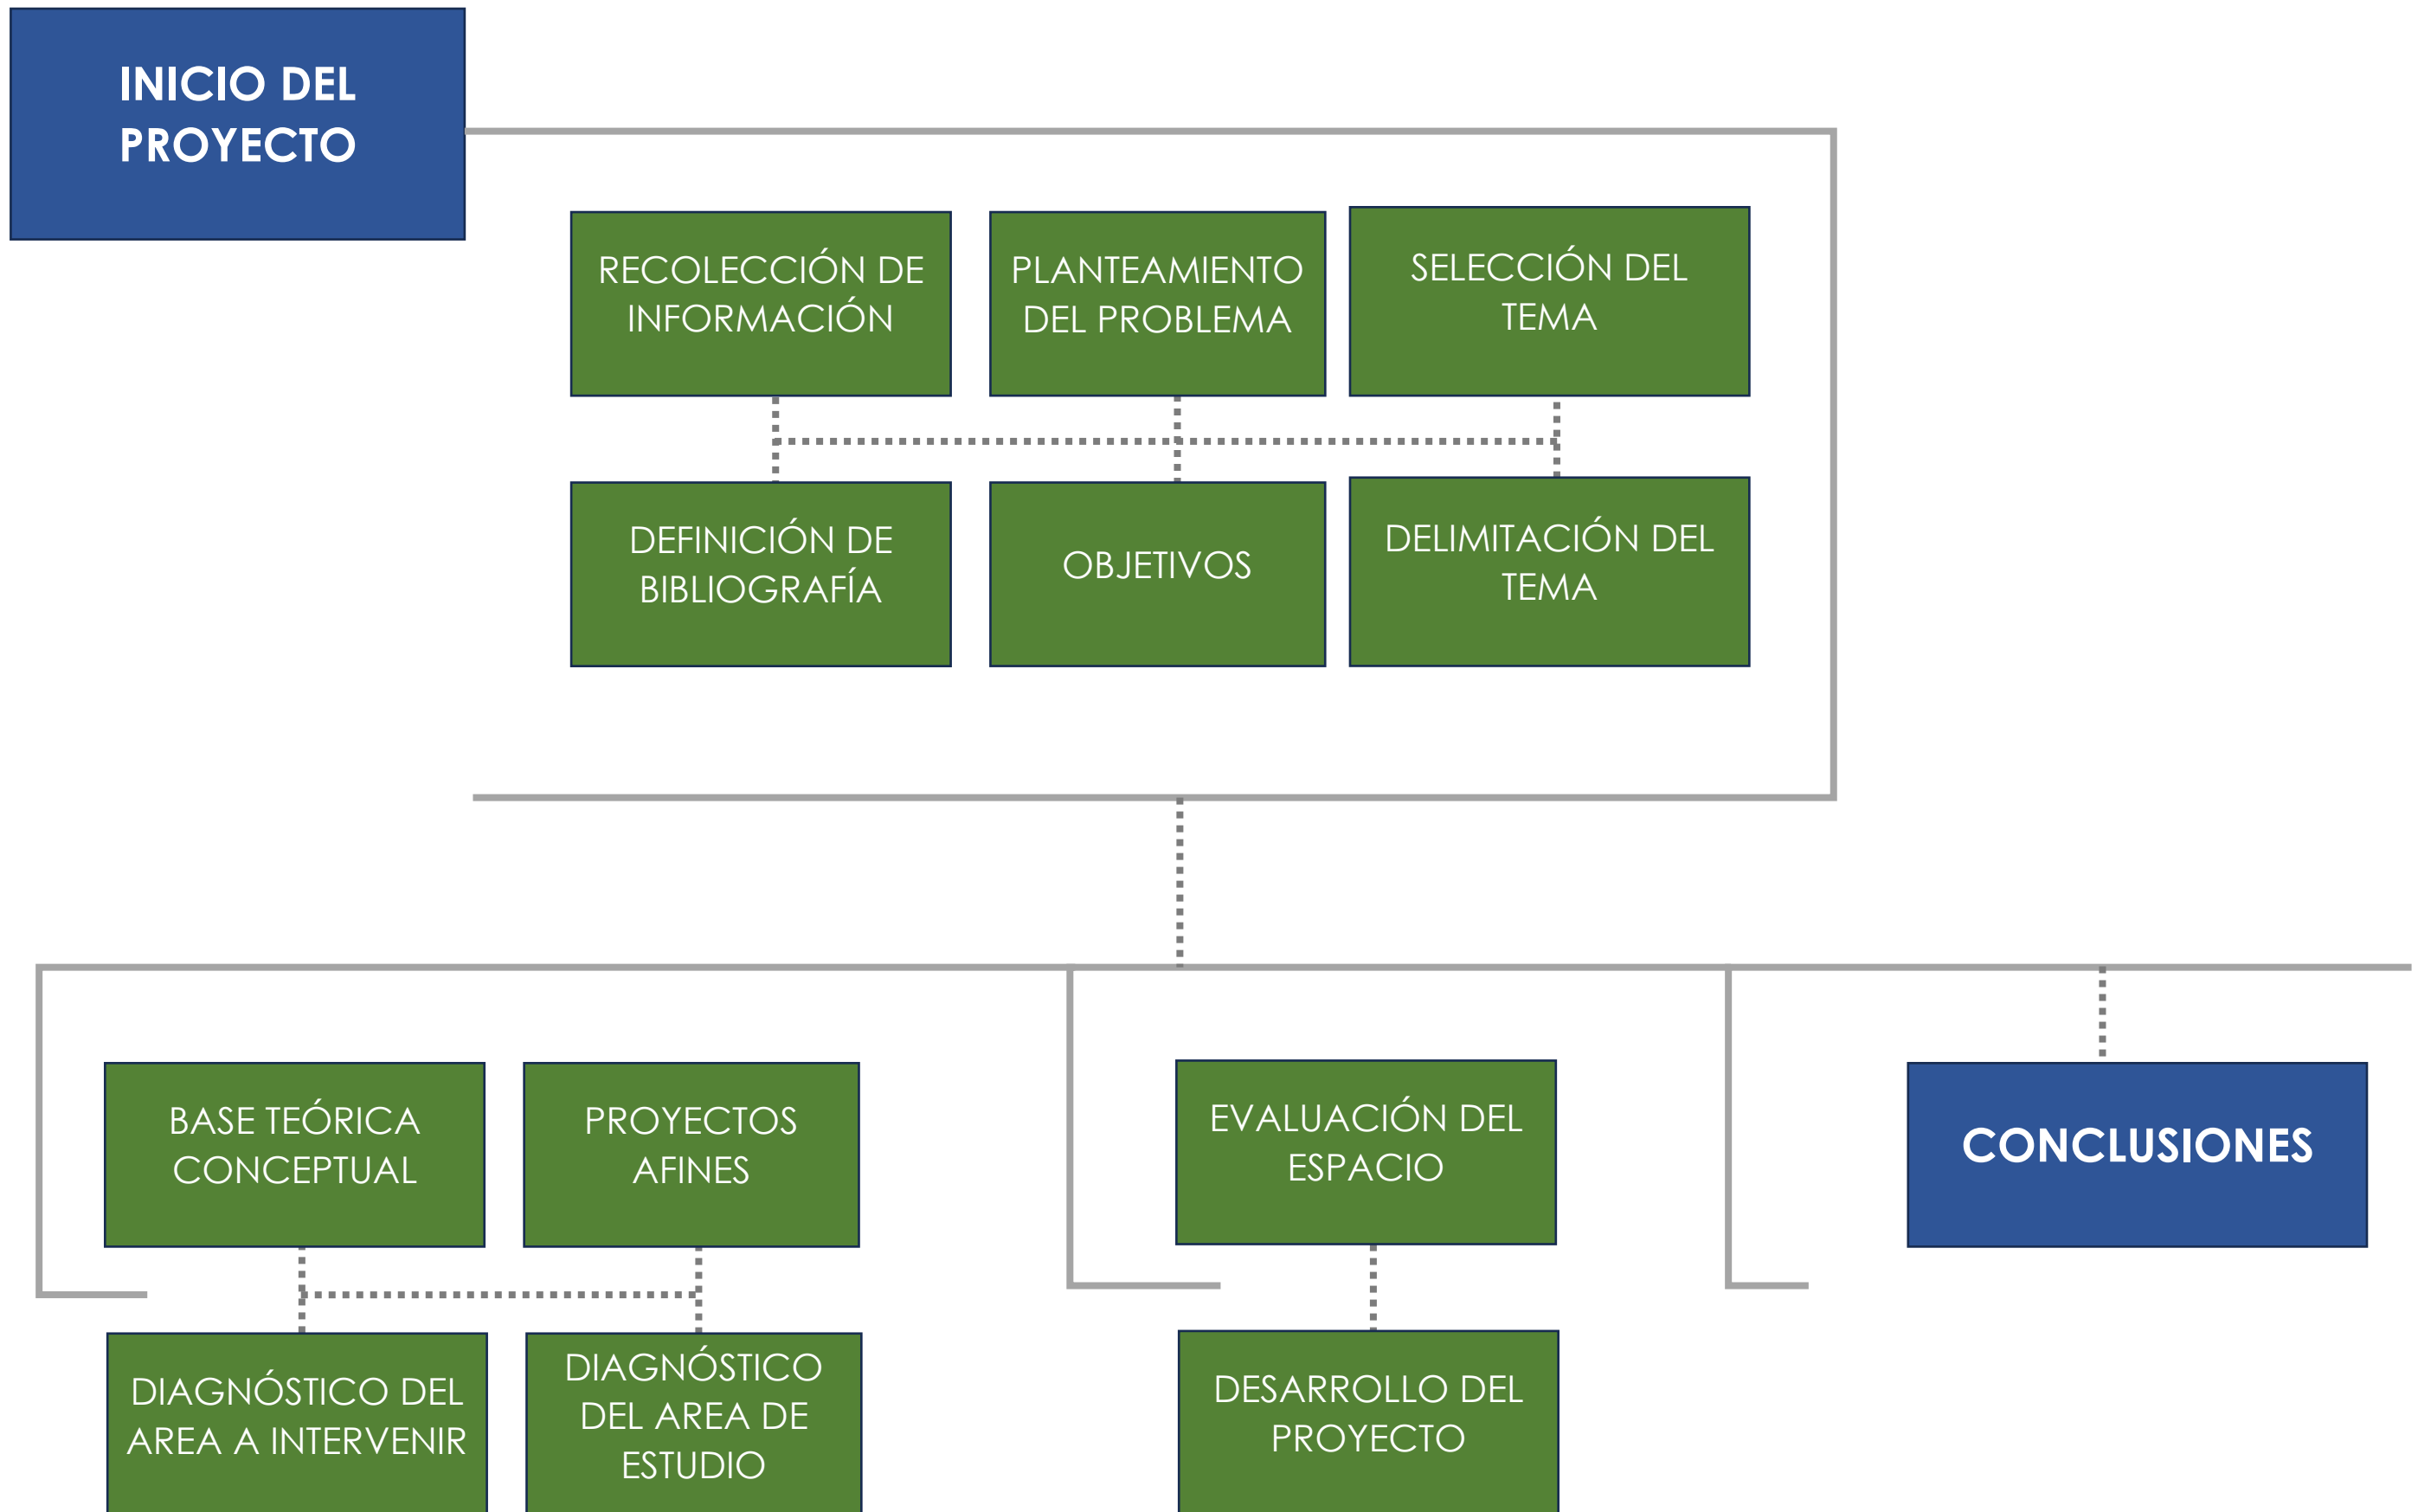 INICIO DEL
PROYECTO
RECOLECCIÓN DE
INFORMACIÓN
PLANTEAMIENTO
DEL PROBLEMA
SELECCIÓN DEL
TEMA
DEFINICIÓN DE
BIBLIOGRAFÍA
OBJETIVOS
DELIMITACIÓN DEL
TEMA
BASE TEÓRICA
CONCEPTUAL
PROYECTOS
AFINES
EVALUACIÓN DEL
ESPACIO
CONCLUSIONES
DIAGNÓSTICO DEL
AREA A INTERVENIR
DIAGNÓSTICO
DEL AREA DE
ESTUDIO
DESARROLLO DEL
PROYECTO